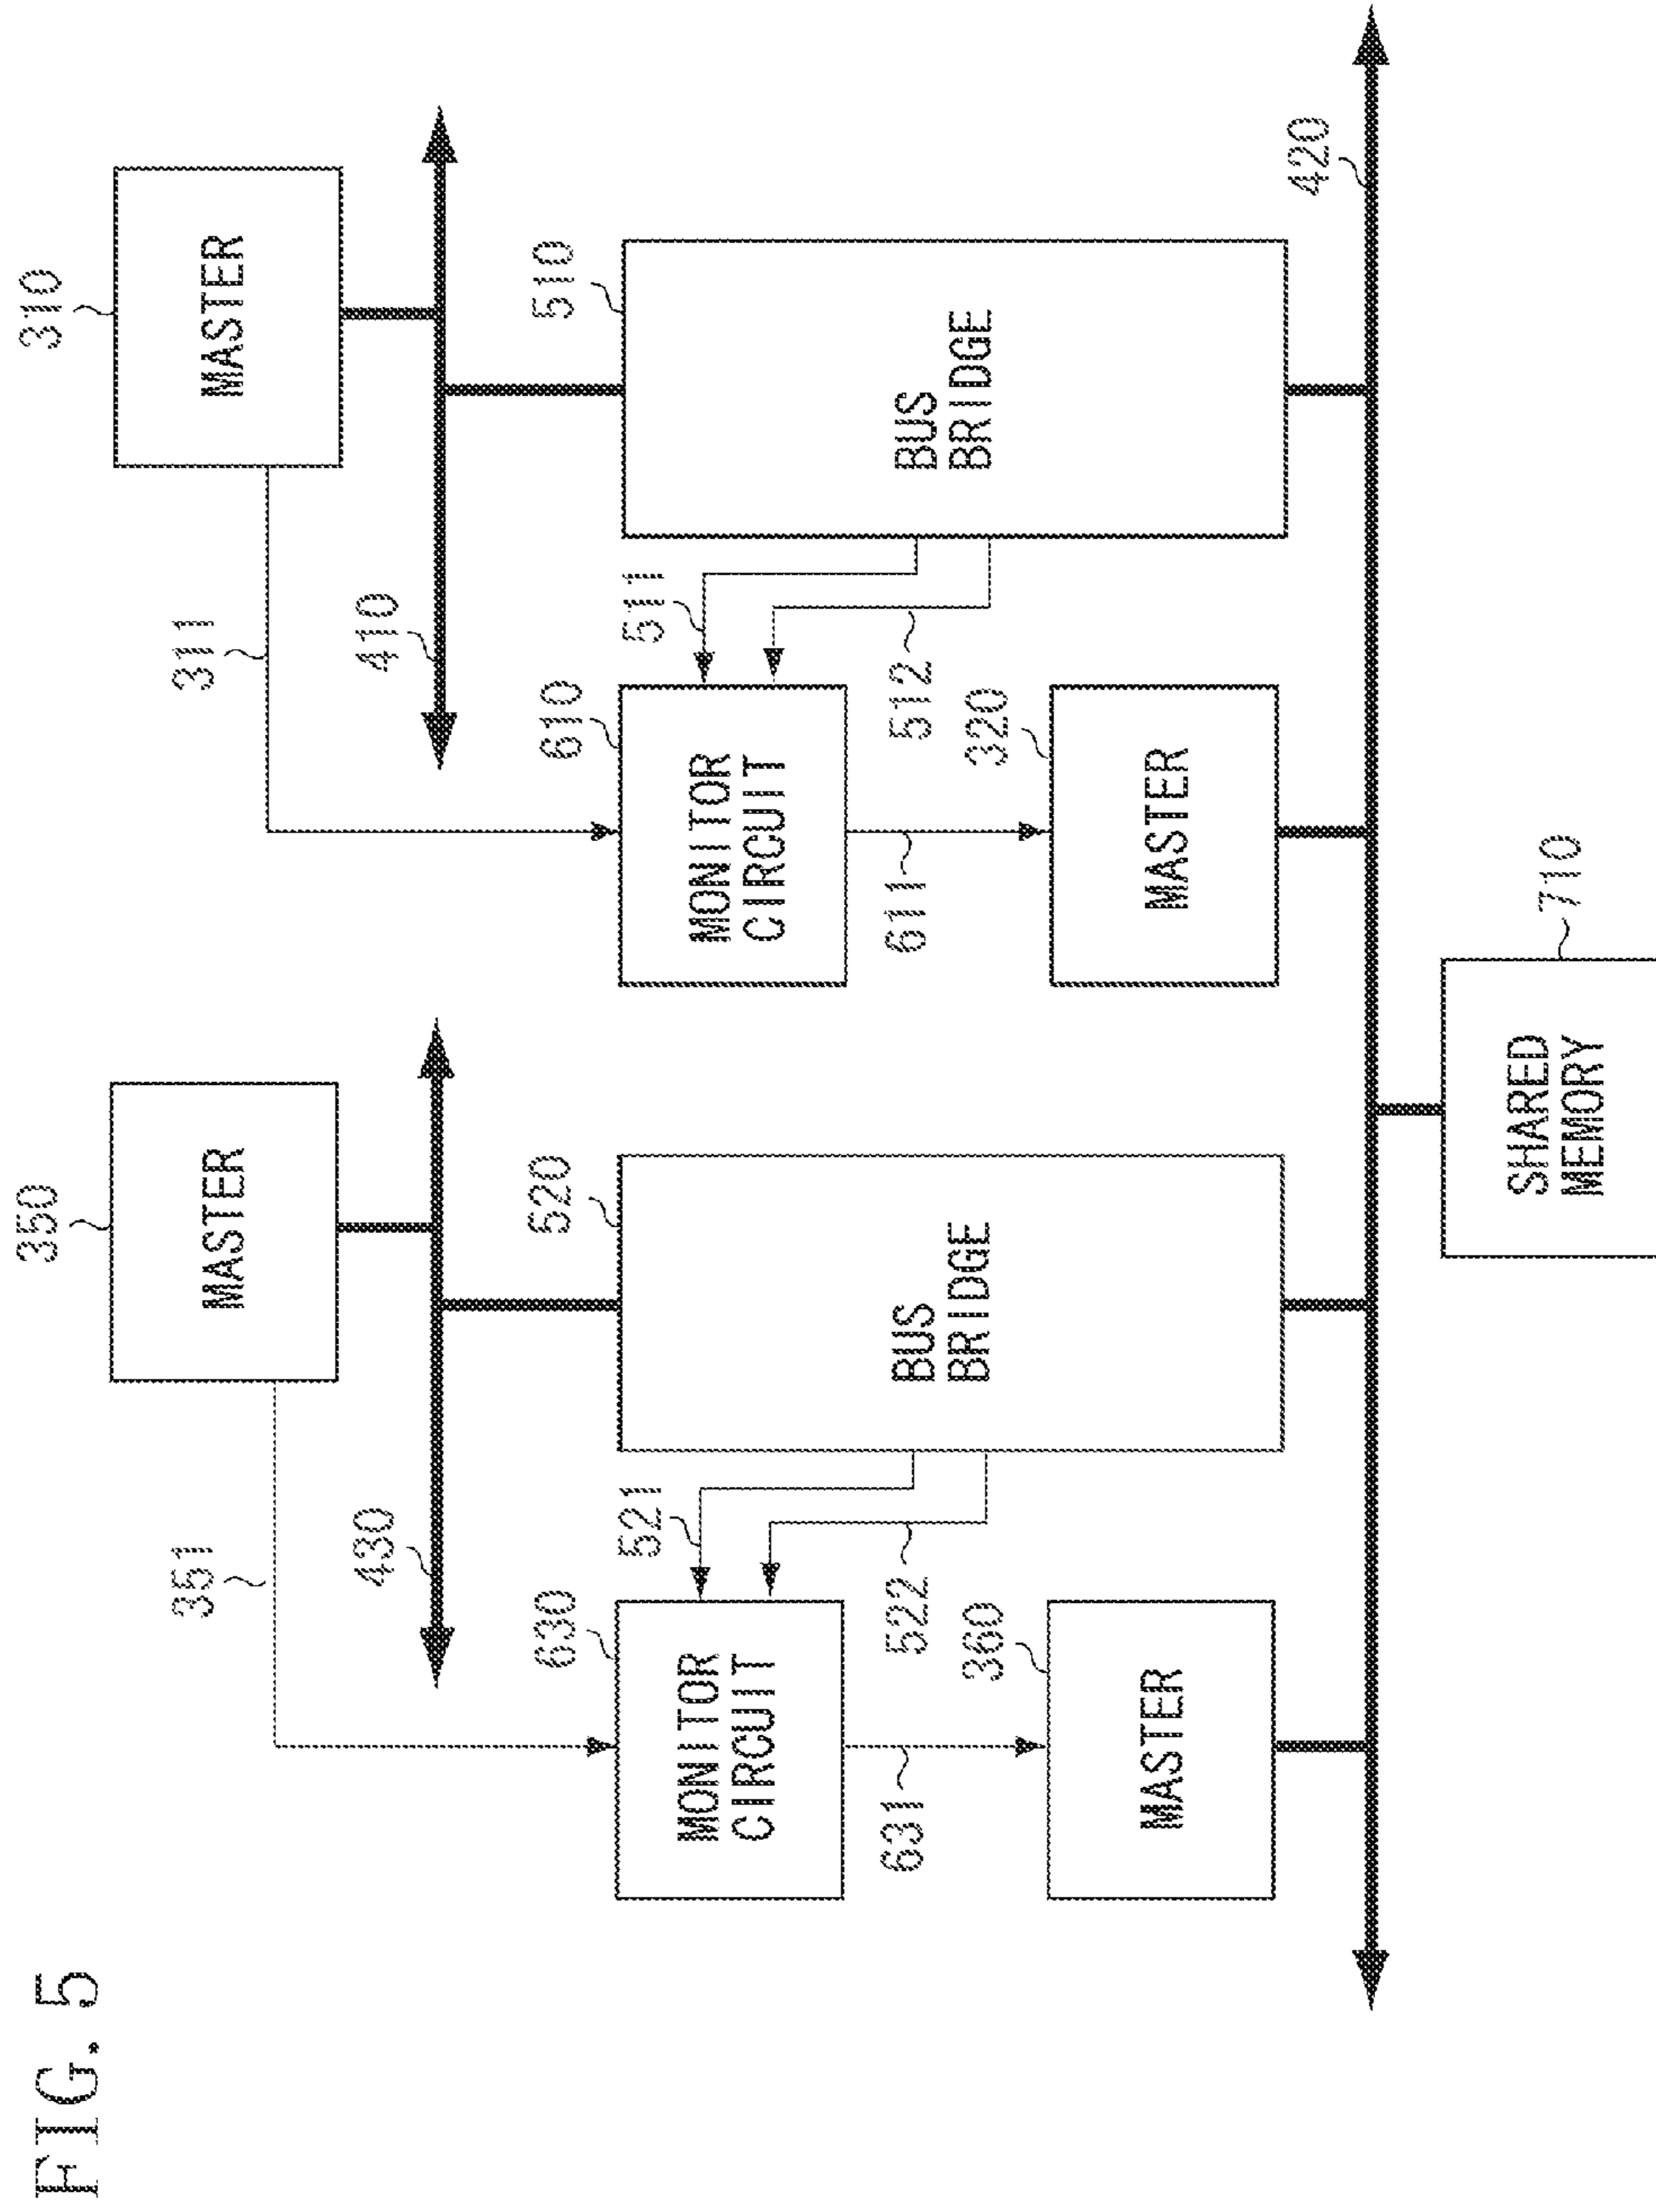 FIG. 5
350
MASTER
351
430
310
MASTER
311
410
630
MONITOR
CIRCUIT
521
522
520
BUS
BRIDGE
631
360
MASTER
610
MONITOR
CIRCUIT
511
512
510
BUS
BRIDGE
611
320
MASTER
420
SHARED
MEMORY
710